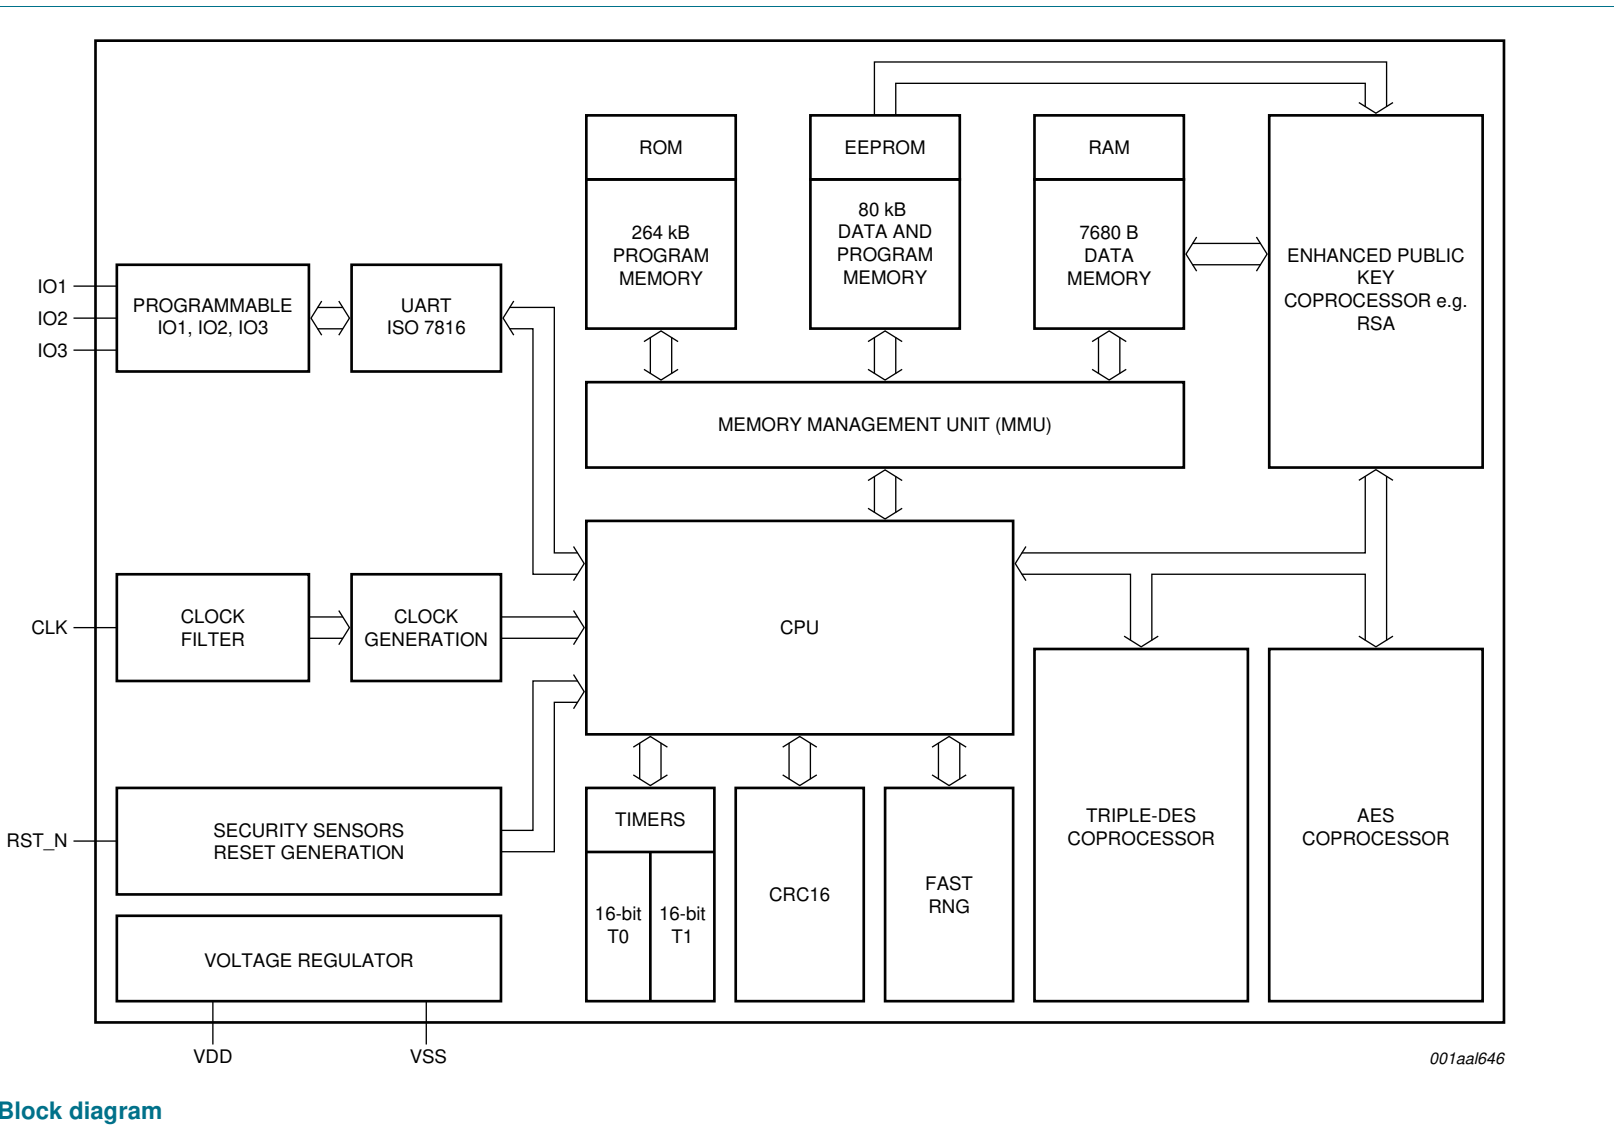 ROM
264 kB
PROGRAM
MEMORY
EEPROM
80 kB
DATA AND
PROGRAM
MEMORY
RAM
7680 B
DATA
MEMORY
ENHANCED PUBLIC
KEY
COPROCESSOR e.g.
RSA
IO1
IO2
IO3
PROGRAMMABLE
IO1, IO2, IO3
UART
ISO 7816
MEMORY MANAGEMENT UNIT (MMU)
CLK
CLOCK
FILTER
CLOCK
GENERATION
CPU
RST_N
SECURITY SENSORS
RESET GENERATION
VOLTAGE REGULATOR
VDD
VSS
TIMERS
16-bit
T0
16-bit
T1
CRC16
FAST
RNG
TRIPLE-DES
COPROCESSOR
AES
COPROCESSOR
001aal646
Block diagram